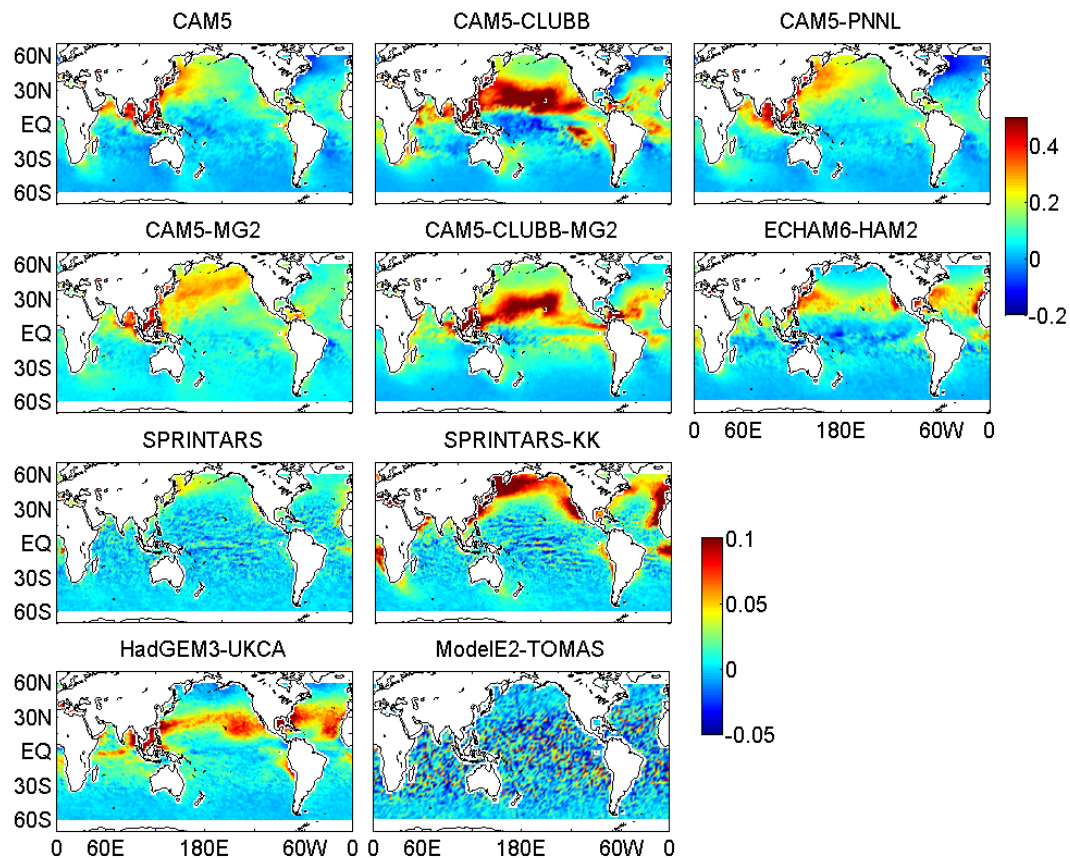 CAM5 CAM5-CLUBB CAM5-PNNL
60N
30N
EQ
30S
60S
0.4
0.2
0
-0.2
CAM5-MG2 CAM5-CLUBB-MG2 ECHAM6-HAM2
60N
30N
EQ
30S
60S
0 60E 180E 60W 0
SPRINTARS SPRINTARS-KK
60N
30N
EQ
30S
60S
0.1
0.05
0
-0.05
HadGEM3-UKCA ModelE2-TOMAS
60N
30N
EQ
30S
60S
0 60E 180E 60W 0 60E 180E 60W 0